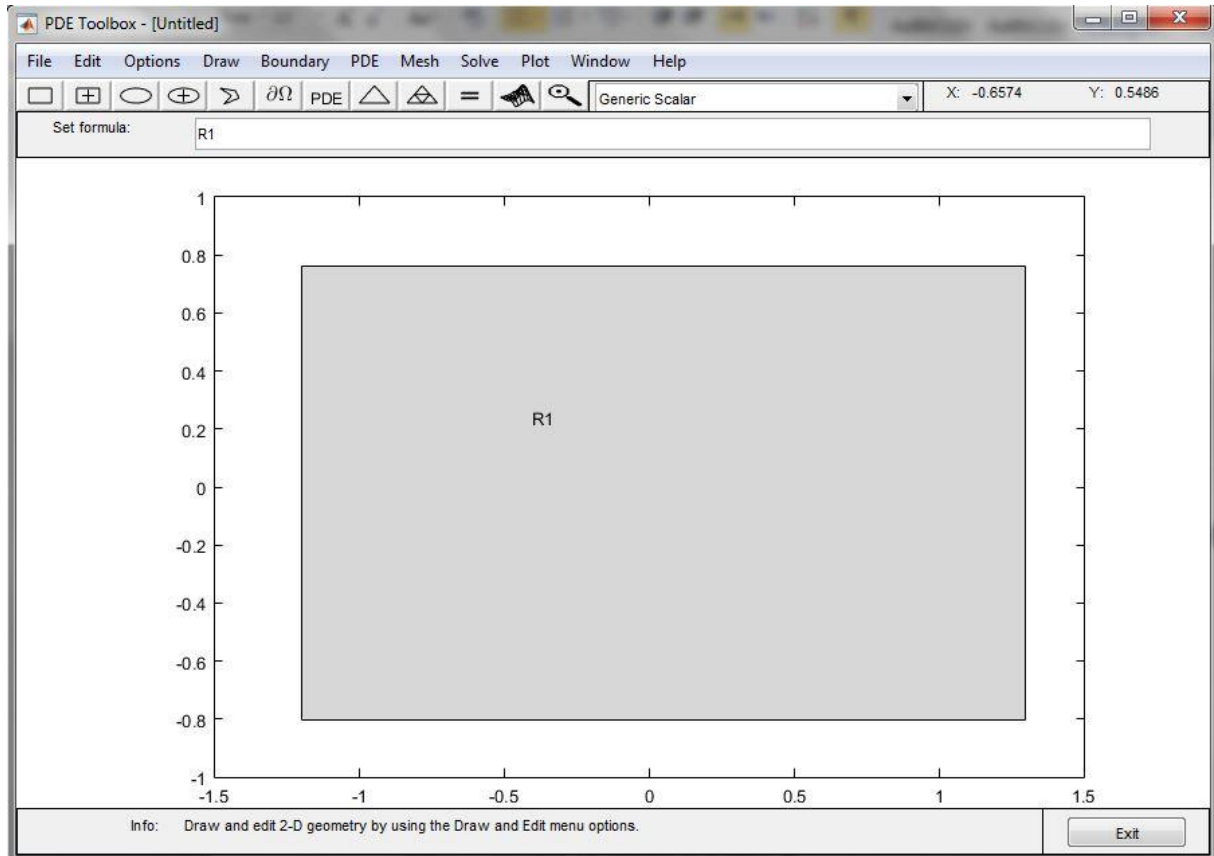 PDE Toolbox - [Untitled]
File Edit Options Draw Boundary PDE Mesh Solve Plot Window Help
∂Ω PDE = Generic Scalar X: -0.6574 Y: 0.5486
Set formula: R1
1
0.8
0.6
0.4
0.2
0
-0.2
-0.4
-0.6
-0.8
-1
R1
-1.5 -1 -0.5 0 0.5 1 1.5
Info: Draw and edit 2-D geometry by using the Draw and Edit menu options. Exit